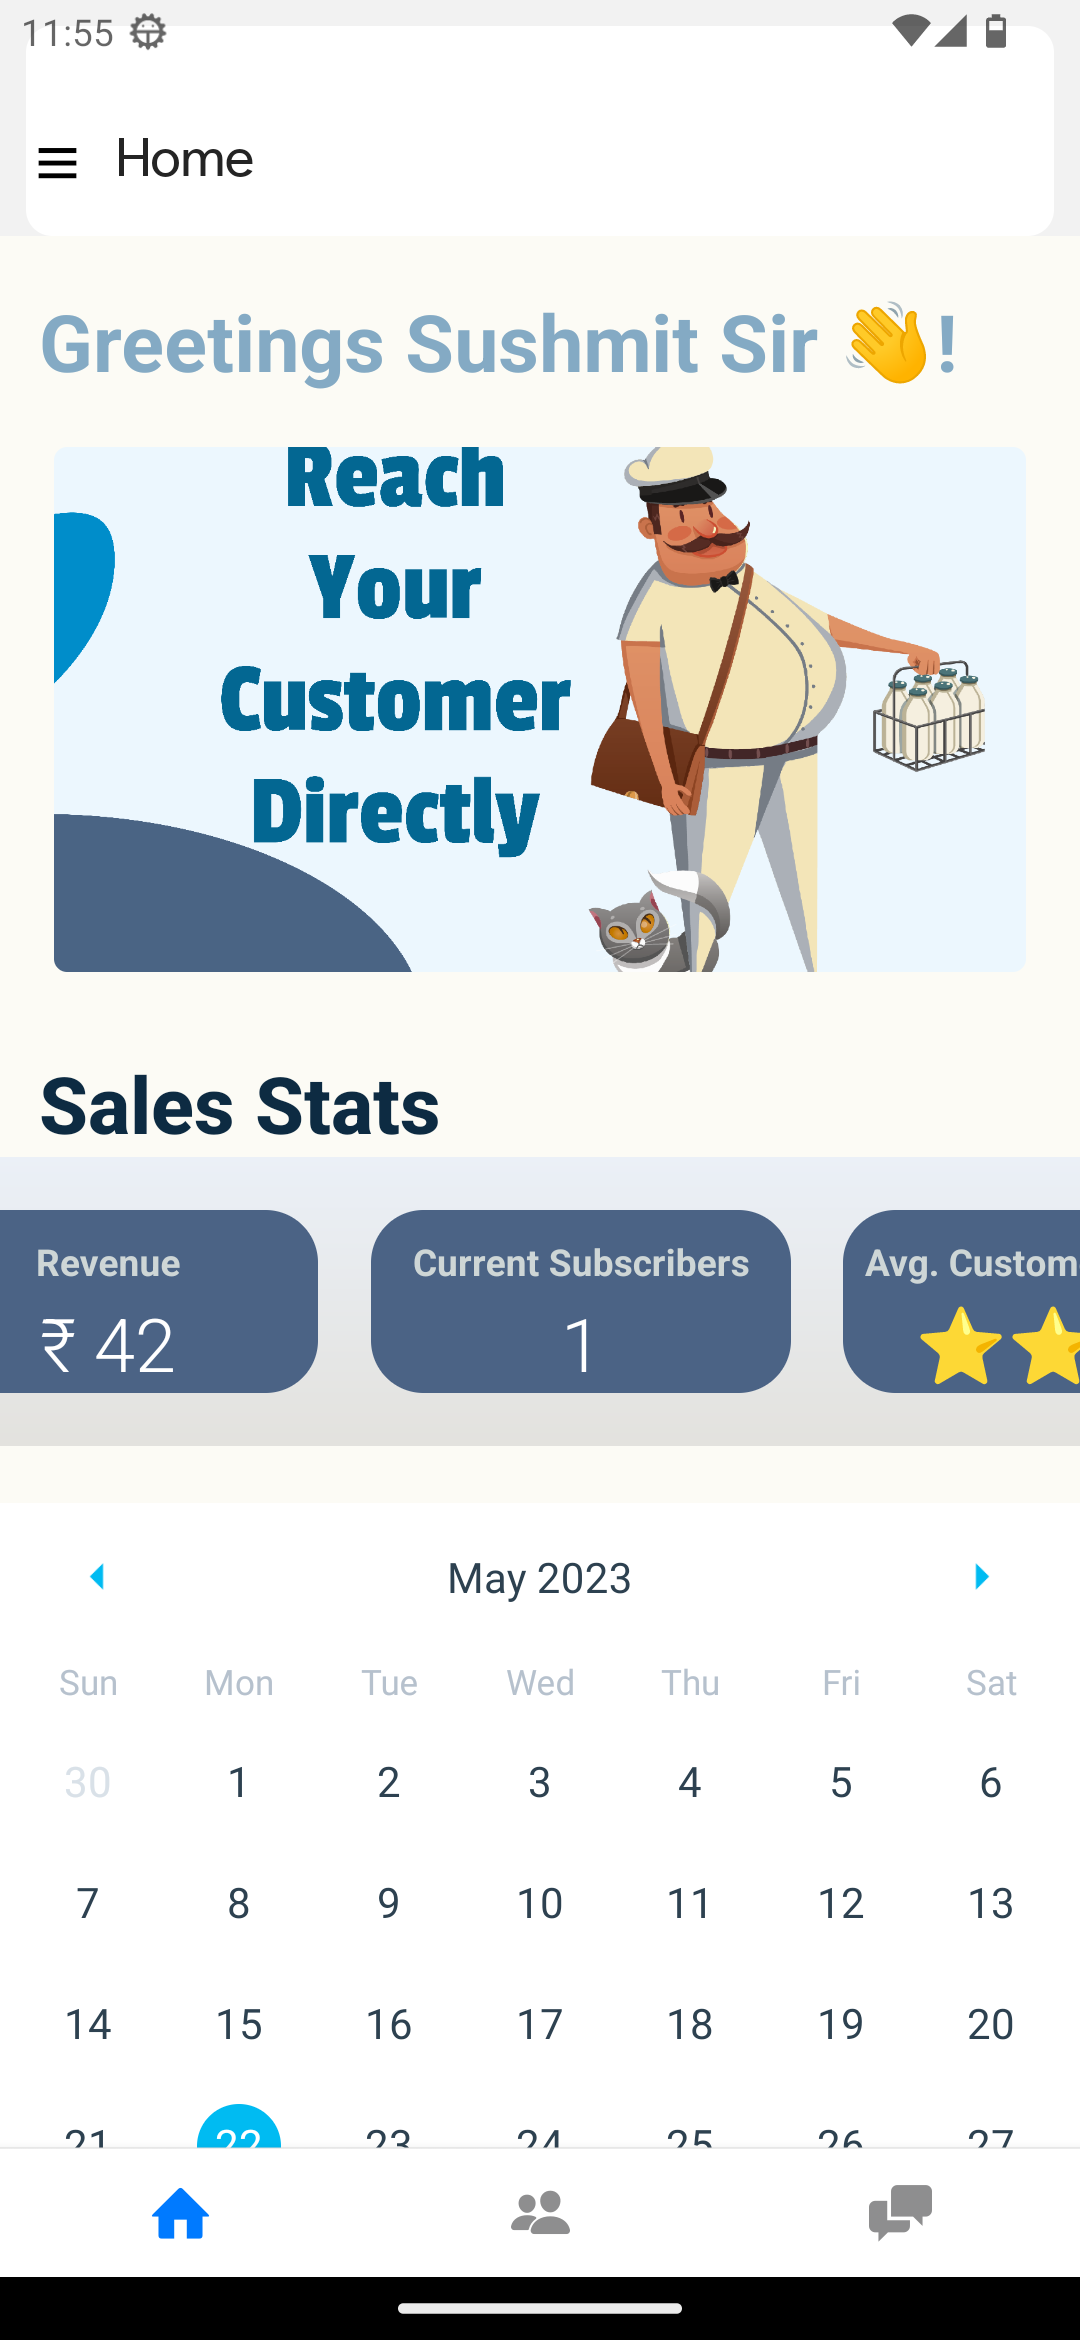 11:55
Home
Greetings Sushmit Sir 👋!
Reach
Your
Customer
Directly
Sales Stats
Revenue
₹ 42
Current Subscribers
1
Avg. Custom
⭐⭐
May 2023
Sun Mon Tue Wed Thu Fri Sat
30 1 2 3 4 5 6
7 8 9 10 11 12 13
14 15 16 17 18 19 20
21 22 23 24 25 26 27